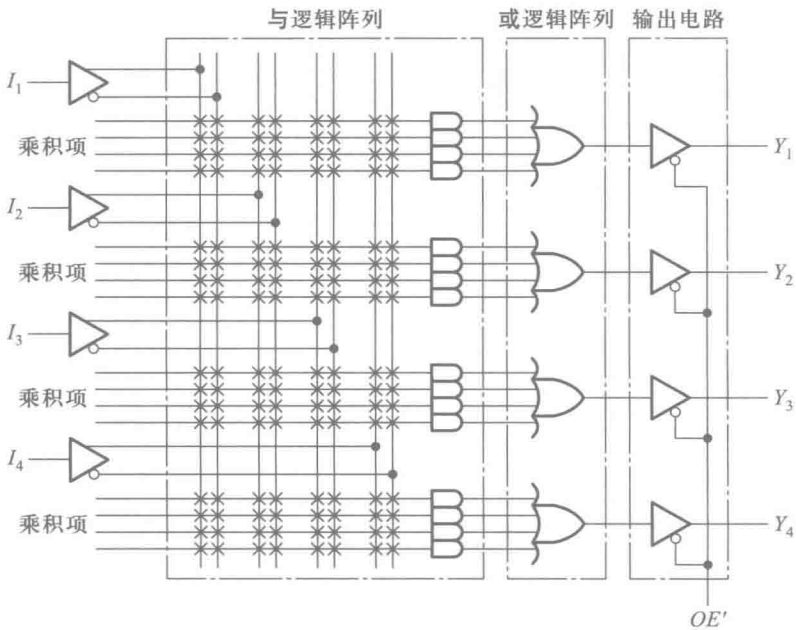 与逻辑阵列 或逻辑阵列 输出电路
I₁
乘积项 Y₁
I₂
乘积项 Y₂
I₃
乘积项 Y₃
I₄
乘积项 Y₄
OE′